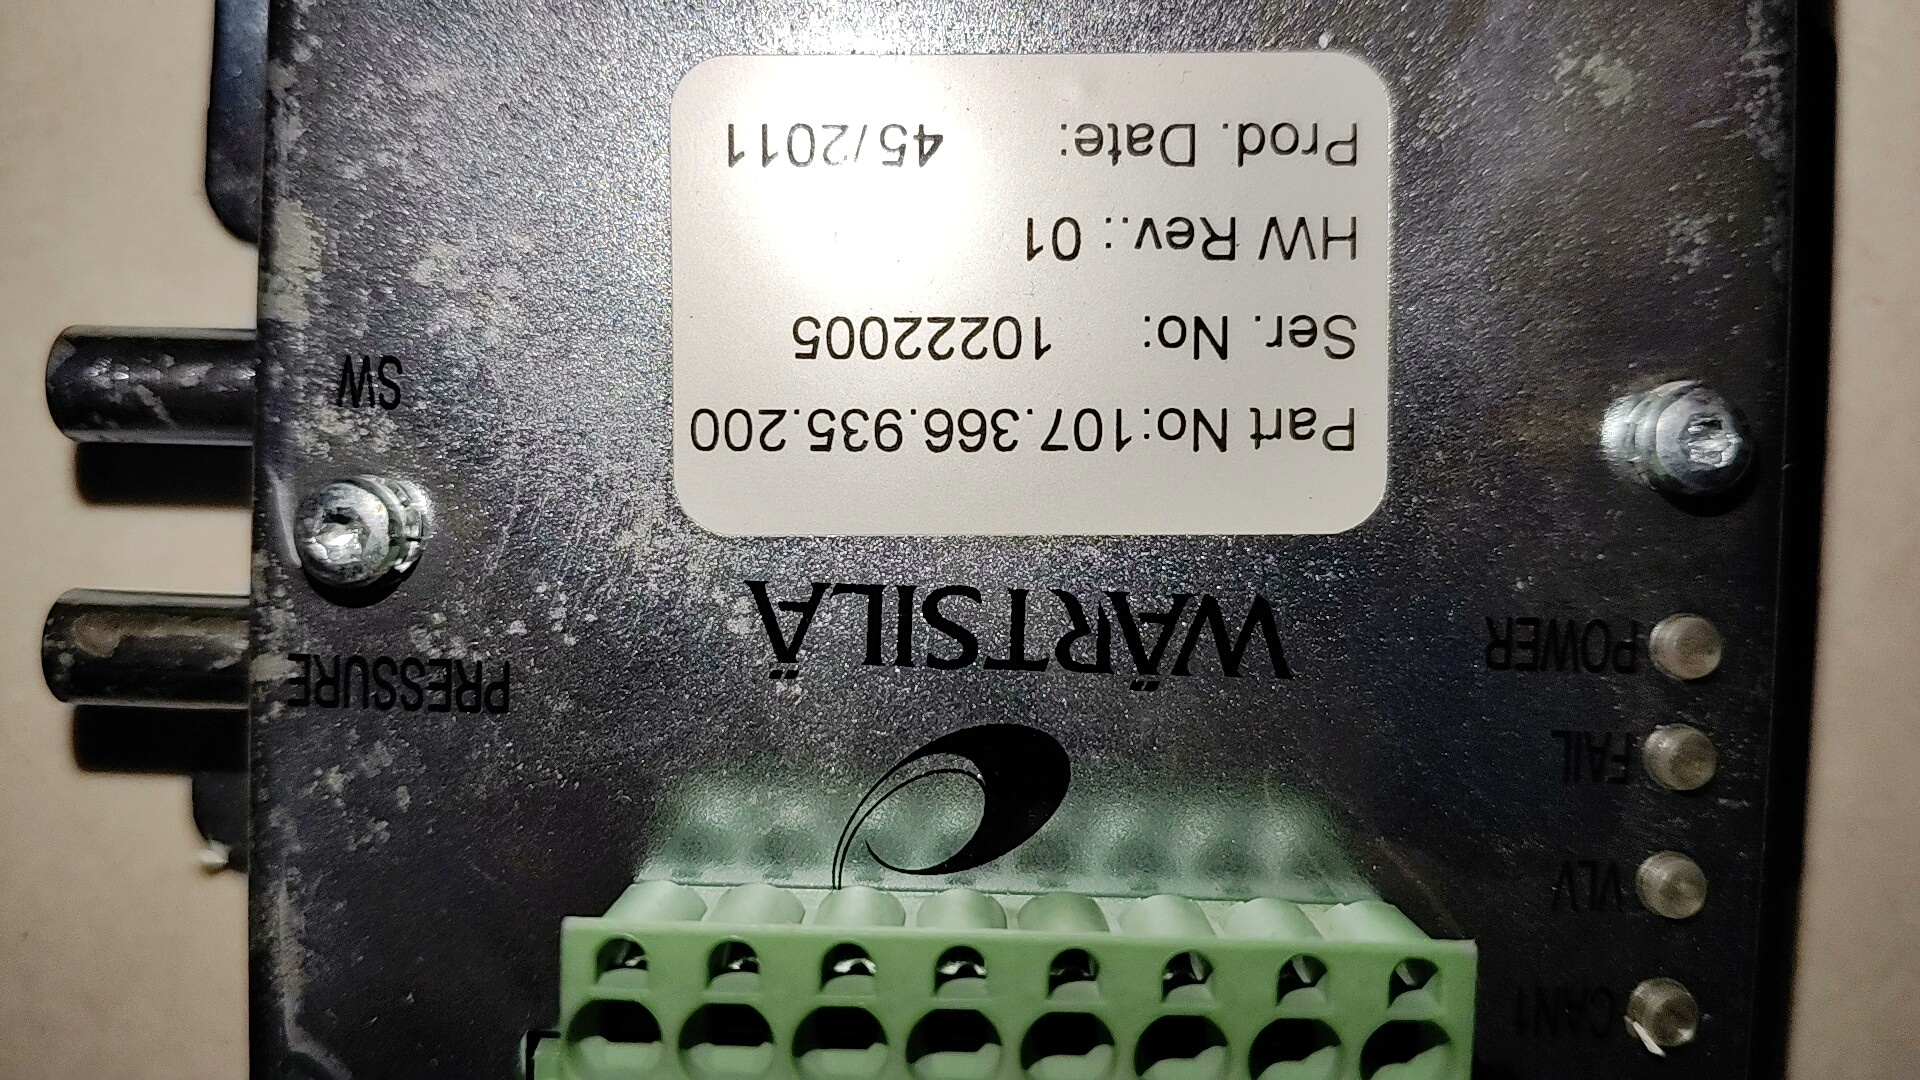 CAN1
VLV
FAIL
POWER
WÄRTSILÄ
PRESSURE
Part No:107.366.935.200
Ser. No: 10222005
HW Rev.: 01
Prod. Date: 45/2011
SW